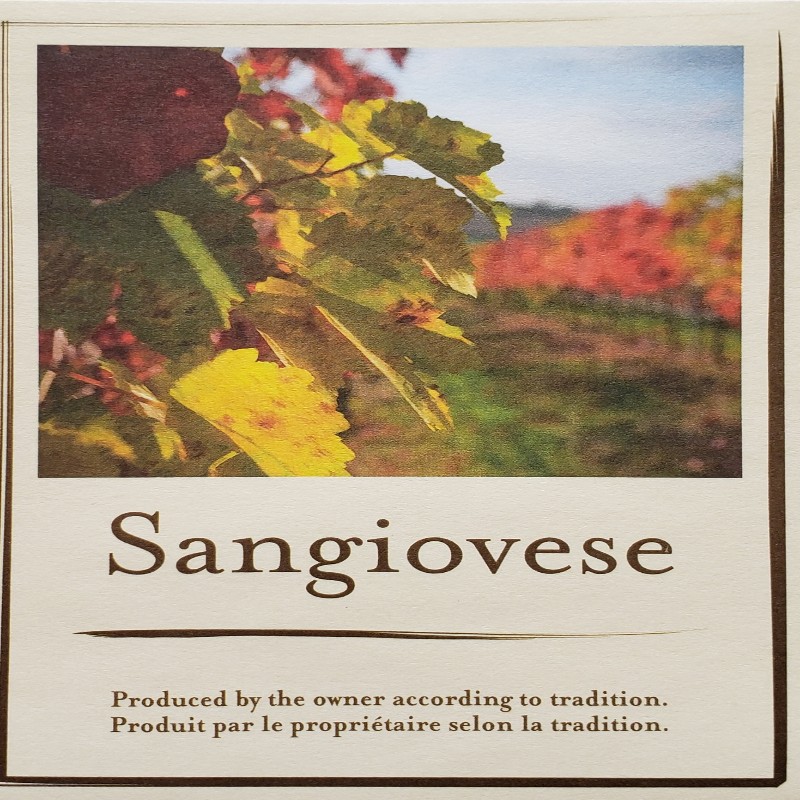 Sangiovese
Produced by the owner according to tradition.
Produit par le propriétaire selon la tradition.